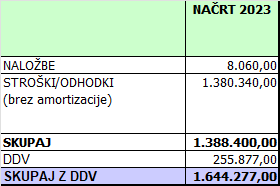 NAČRT 2023
NALOŽBE 8.060,00
STROŠKI/ODHODKI 1.380.340,00
(brez amortizacije)
SKUPAJ 1.388.400,00
DDV 255.877,00
SKUPAJ Z DDV 1.644.277,00